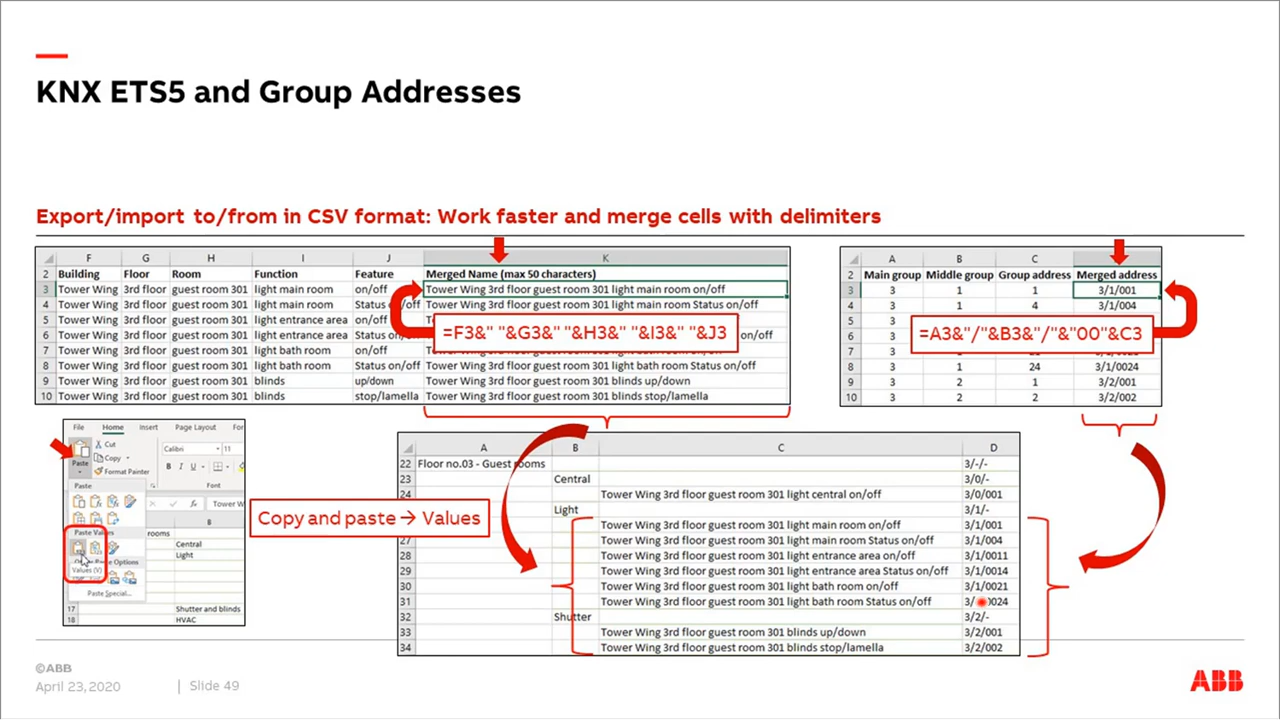 KNX ETS5 and Group Addresses
Export/import to/from in CSV format: Work faster and merge cells with delimiters
F G H I J K
2 Building Floor Room Function Feature Merged Name (max 50 characters)
3 Tower Wing 3rd floor guest room 301 light main room on/off Tower Wing 3rd floor guest room 301 light main room on/off
4 Tower Wing 3rd floor guest room 301 light main room Status on/off Tower Wing 3rd floor guest room 301 light main room Status on/off
5 Tower Wing 3rd floor guest room 301 light entrance area on/off
6 Tower Wing 3rd floor guest room 301 light entrance area Status on/off
7 Tower Wing 3rd floor guest room 301 light bath room on/off
8 Tower Wing 3rd floor guest room 301 light bath room Status on/off Tower Wing 3rd floor guest room 301 light bath room Status on/off
9 Tower Wing 3rd floor guest room 301 blinds up/down Tower Wing 3rd floor guest room 301 blinds up/down
10 Tower Wing 3rd floor guest room 301 blinds stop/lamella Tower Wing 3rd floor guest room 301 blinds stop/lamella
=F3&" "&G3&" "&H3&" "&I3&" "&J3
A B C D
2 Main group Middle group Group address Merged address
3 3 1 1 3/1/001
4 3 1 4 3/1/004
5 3
6 3
7 3
8 3 1 24 3/1/0024
9 3 2 1 3/2/001
10 3 2 2 3/2/002
=A3&"/"&B3&"/"&"00"&C3
File Home Insert Page Layout
Cut
Copy
Format Painter
Paste
Calibri 11
B I U
Font
Paste
Tower W
B
Paste Values rooms
Central
Light
Paste Options
Values (V)
Paste Special...
17 Shutter and blinds
18 HVAC
Copy and paste → Values
A B C D
22 Floor no.03 - Guest rooms 3/-/-
23 Central 3/0/-
24 Tower Wing 3rd floor guest room 301 light central on/off 3/0/001
Light 3/1/-
Tower Wing 3rd floor guest room 301 light main room on/off 3/1/001
27 Tower Wing 3rd floor guest room 301 light main room Status on/off 3/1/004
28 Tower Wing 3rd floor guest room 301 light entrance area on/off 3/1/0011
29 Tower Wing 3rd floor guest room 301 light entrance area Status on/off 3/1/0014
30 Tower Wing 3rd floor guest room 301 light bath room on/off 3/1/0021
31 Tower Wing 3rd floor guest room 301 light bath room Status on/off 3/ 0024
32 Shutter 3/2/-
33 Tower Wing 3rd floor guest room 301 blinds up/down 3/2/001
34 Tower Wing 3rd floor guest room 301 blinds stop/lamella 3/2/002
©ABB
April 23, 2020 | Slide 49
ABB